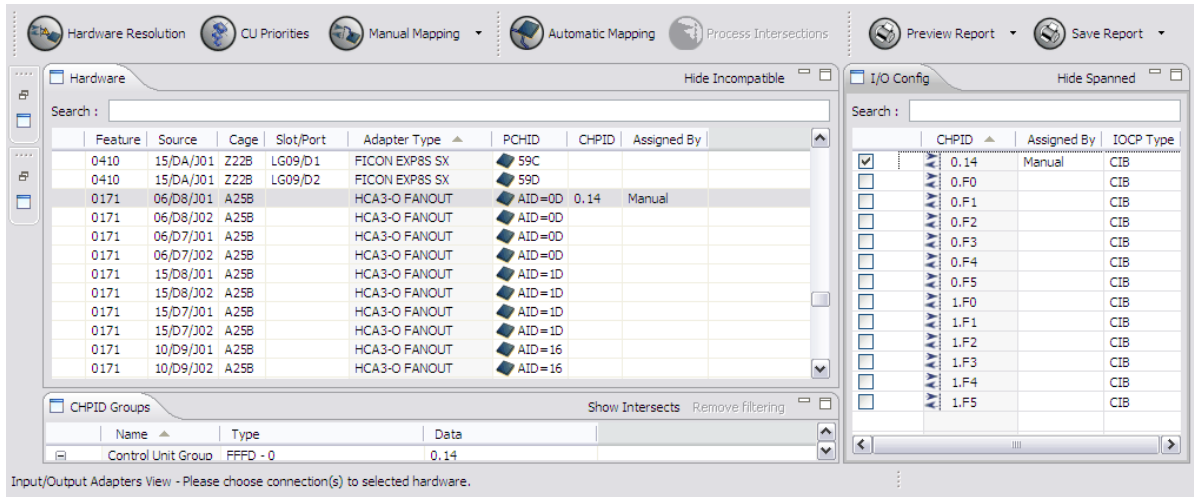 Hardware Resolution CU Priorities Manual Mapping Automatic Mapping Process Intersections Preview Report Save Report
Hardware Hide Incompatible
Search :
Feature Source Cage Slot/Port Adapter Type PCHID CHPID Assigned By
0410 15/DA/J01 Z22B LG09/D1 FICON EXP8S SX 59C
0410 15/DA/J01 Z22B LG09/D2 FICON EXP8S SX 59D
0171 06/D8/J01 A25B HCA3-O FANOUT AID=0D 0.14 Manual
0171 06/D8/J02 A25B HCA3-O FANOUT AID=0D
0171 06/D7/J01 A25B HCA3-O FANOUT AID=0D
0171 06/D7/J02 A25B HCA3-O FANOUT AID=0D
0171 15/D8/J01 A25B HCA3-O FANOUT AID=1D
0171 15/D8/J02 A25B HCA3-O FANOUT AID=1D
0171 15/D7/J01 A25B HCA3-O FANOUT AID=1D
0171 15/D7/J02 A25B HCA3-O FANOUT AID=1D
0171 10/D9/J01 A25B HCA3-O FANOUT AID=16
0171 10/D9/J02 A25B HCA3-O FANOUT AID=16
CHPID Groups Show Intersects Remove filtering
Name Type Data
Control Unit Group FFFD - 0 0.14
I/O Config Hide Spanned
Search :
CHPID Assigned By IOCP Type
0.14 Manual CIB
0.F0 CIB
0.F1 CIB
0.F2 CIB
0.F3 CIB
0.F4 CIB
0.F5 CIB
1.F0 CIB
1.F1 CIB
1.F2 CIB
1.F3 CIB
1.F4 CIB
1.F5 CIB
Input/Output Adapters View - Please choose connection(s) to selected hardware.